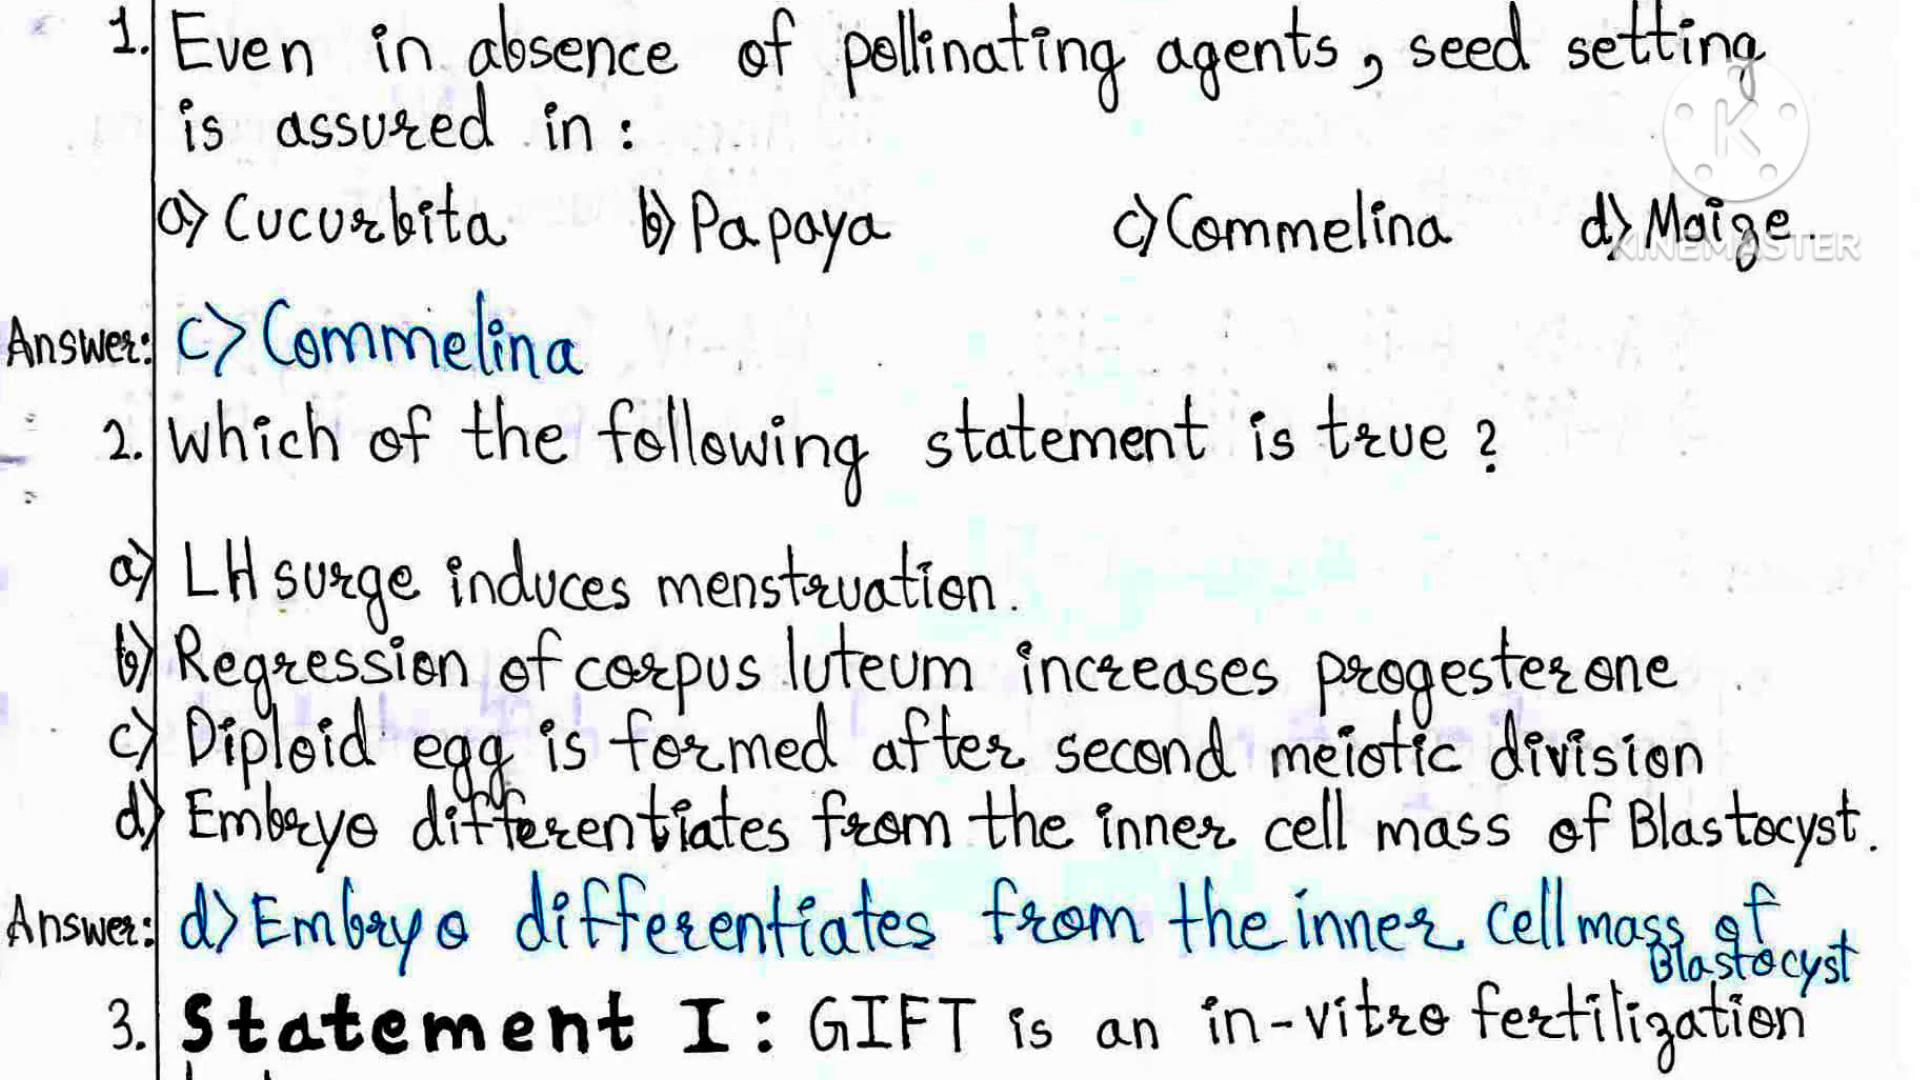 1. Even in absence of pollinating agents, seed setting
is assured in :
a) Cucurbita b) Papaya c) Commelina d) Maize.
KINEMASTER
Answer: c) Commelina
2. Which of the following statement is true ?
a) LH surge induces menstruation.
b) Regression of corpus luteum increases progesterone
c) Diploid egg is formed after second meiotic division
d) Embryo differentiates from the inner cell mass of Blastocyst.
Answer: d) Embryo differentiates from the inner cell mass of
Blastocyst
3. Statement I : GIFT is an in-vitro fertilization